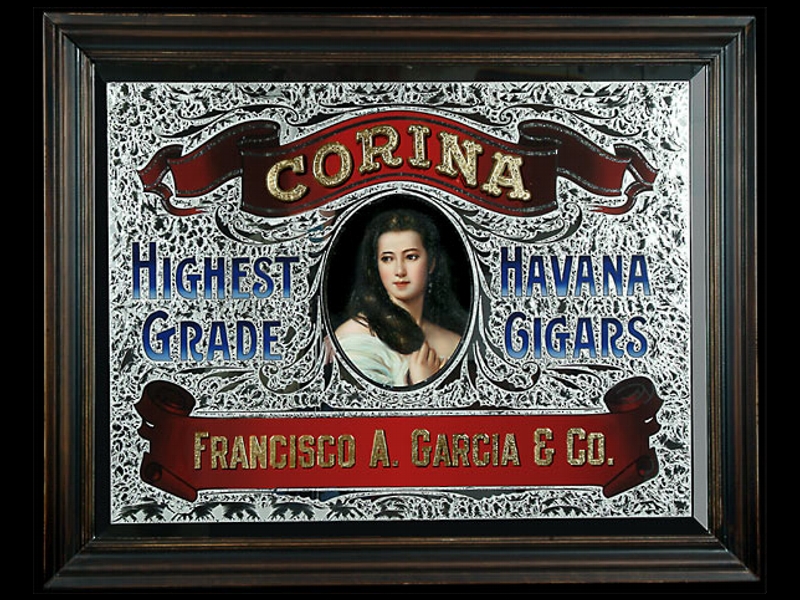 CORINA
HIGHEST GRADE
HAVANA CIGARS
FRANCISCO A. GARCIA & CO.